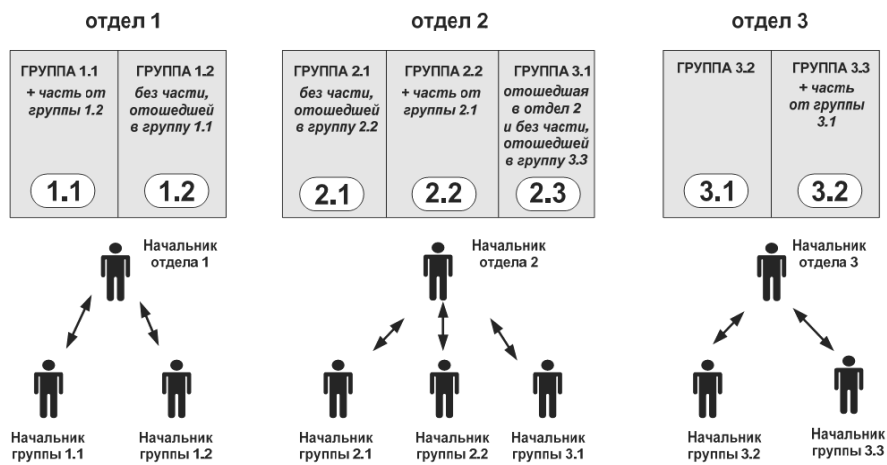 отдел 1
ГРУППА 1.1
+ часть от
группы 1.2
1.1
ГРУППА 1.2
без части,
отошедшей
в группу 1.1
1.2
Начальник
отдела 1
Начальник
группы 1.1
Начальник
группы 1.2
отдел 2
ГРУППА 2.1
без части,
отошедшей
в группу 2.2
2.1
ГРУППА 2.2
+ часть от
группы 2.1
2.2
ГРУППА 3.1
отошедшая
в отдел 2
и без части,
отошедшей
в группу 3.3
2.3
Начальник
отдела 2
Начальник
группы 2.1
Начальник
группы 2.2
Начальник
группы 3.1
отдел 3
ГРУППА 3.2
3.1
ГРУППА 3.3
+ часть
от группы
3.1
3.2
Начальник
отдела 3
Начальник
группы 3.2
Начальник
группы 3.3